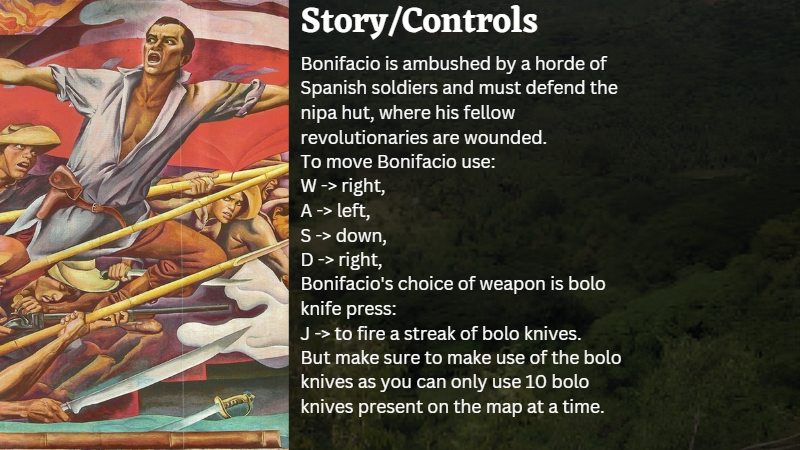 Story/Controls
Bonifacio is ambushed by a horde of
Spanish soldiers and must defend the
nipa hut, where his fellow
revolutionaries are wounded.
To move Bonifacio use:
W -> right,
A -> left,
S -> down,
D -> right,
Bonifacio's choice of weapon is bolo
knife press:
J -> to fire a streak of bolo knives.
But make sure to make use of the bolo
knives as you can only use 10 bolo
knives present on the map at a time.